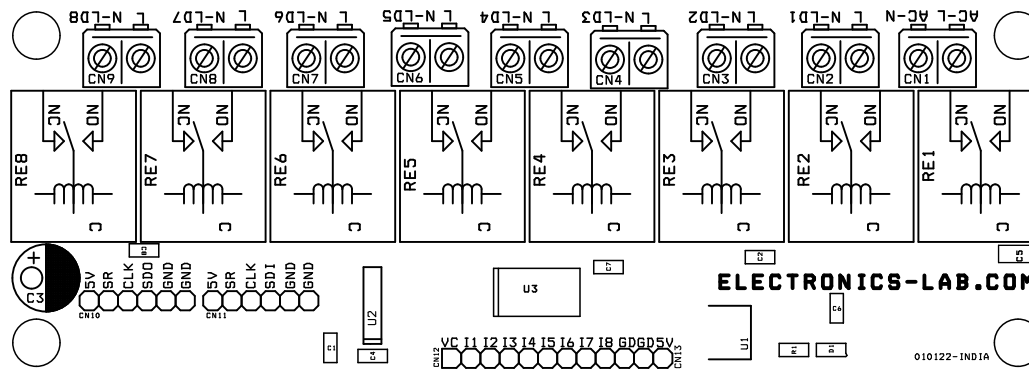 N-LD8 L N-LD7 L N-LD6 L N-LD5 L N-LD4 L N-LD3 L N-LD2 L N-LD1 L AC-L AC-N
CN9 CN8 CN7 CN6 CN5 CN4 CN3 CN2 CN1
NC NO NC NO NC NO NC NO NC NO NC NO NC NO NC NO
RE8 RE7 RE6 RE5 RE4 RE3 RE2 RE1
C C C C C C C C
C3 + 5V SR CLK SDO GND GND
CN10
5V SR CLK SDI GND GND
CN11
U2
C1 C4
U3
C7
C2
C5
ELECTRONICS-LAB.COM
C6
VC I1 I2 I3 I4 I5 I6 I7 I8 GD GD 5V
CN12 CN13
U1
R1 D1
010122-INDIA